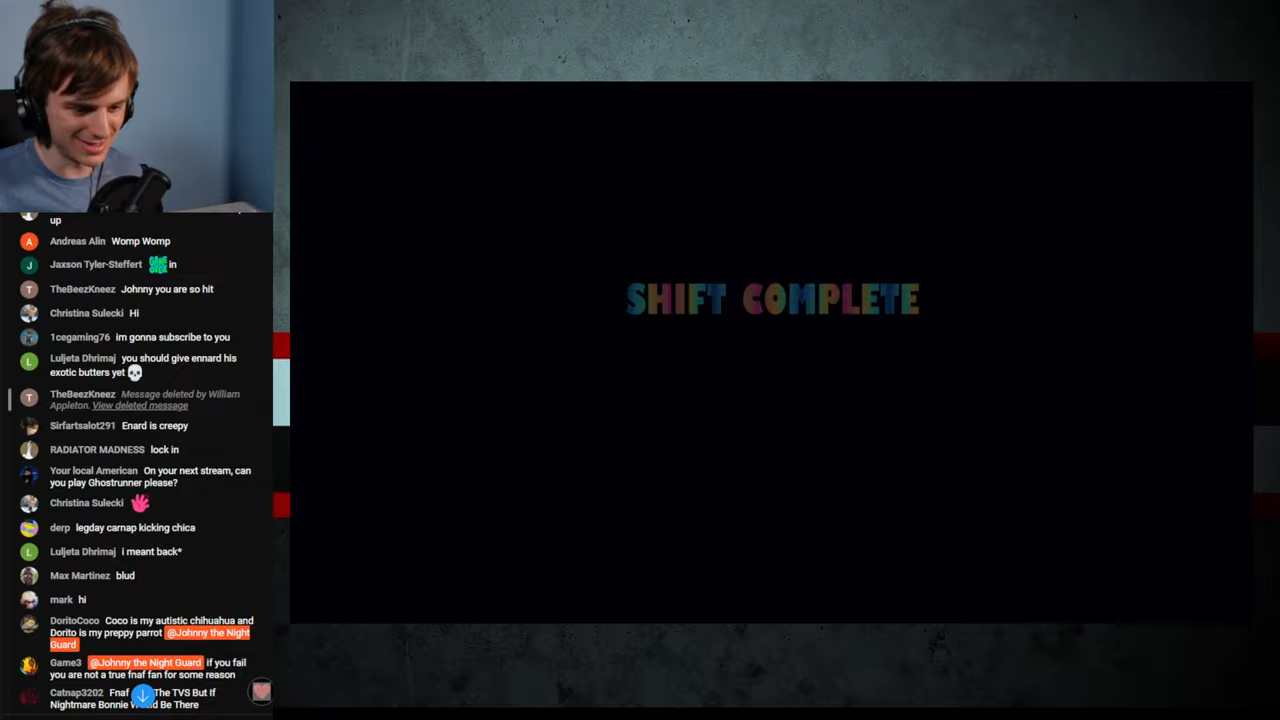 up
Andreas Alin Womp Womp
Jaxson Tyler-Steffert GAME OVER in
TheBeezKneez Johnny you are so hit
Christina Sulecki Hi
1cegaming76 im gonna subscribe to you
Luljeta Dhrimaj you should give ennard his
exotic butters yet
TheBeezKneez Message deleted by William
Appleton. View deleted message
Sirfartsalot291 Enard is creepy
RADIATOR MADNESS lock in
Your local American On your next stream, can
you play Ghostrunner please?
Christina Sulecki
derp legday carnap kicking chica
Luljeta Dhrimaj i meant back*
Max Martinez blud
mark hi
DoritoCoco Coco is my autistic chihuahua and
Dorito is my preppy parrot @Johnny the Night
Guard
Game3 @Johnny the Night Guard if you fail
you are not a true fnaf fan for some reason
Catnap3202 Fnaf The TVS But If
Nightmare Bonnie Be There
SHIFT COMPLETE